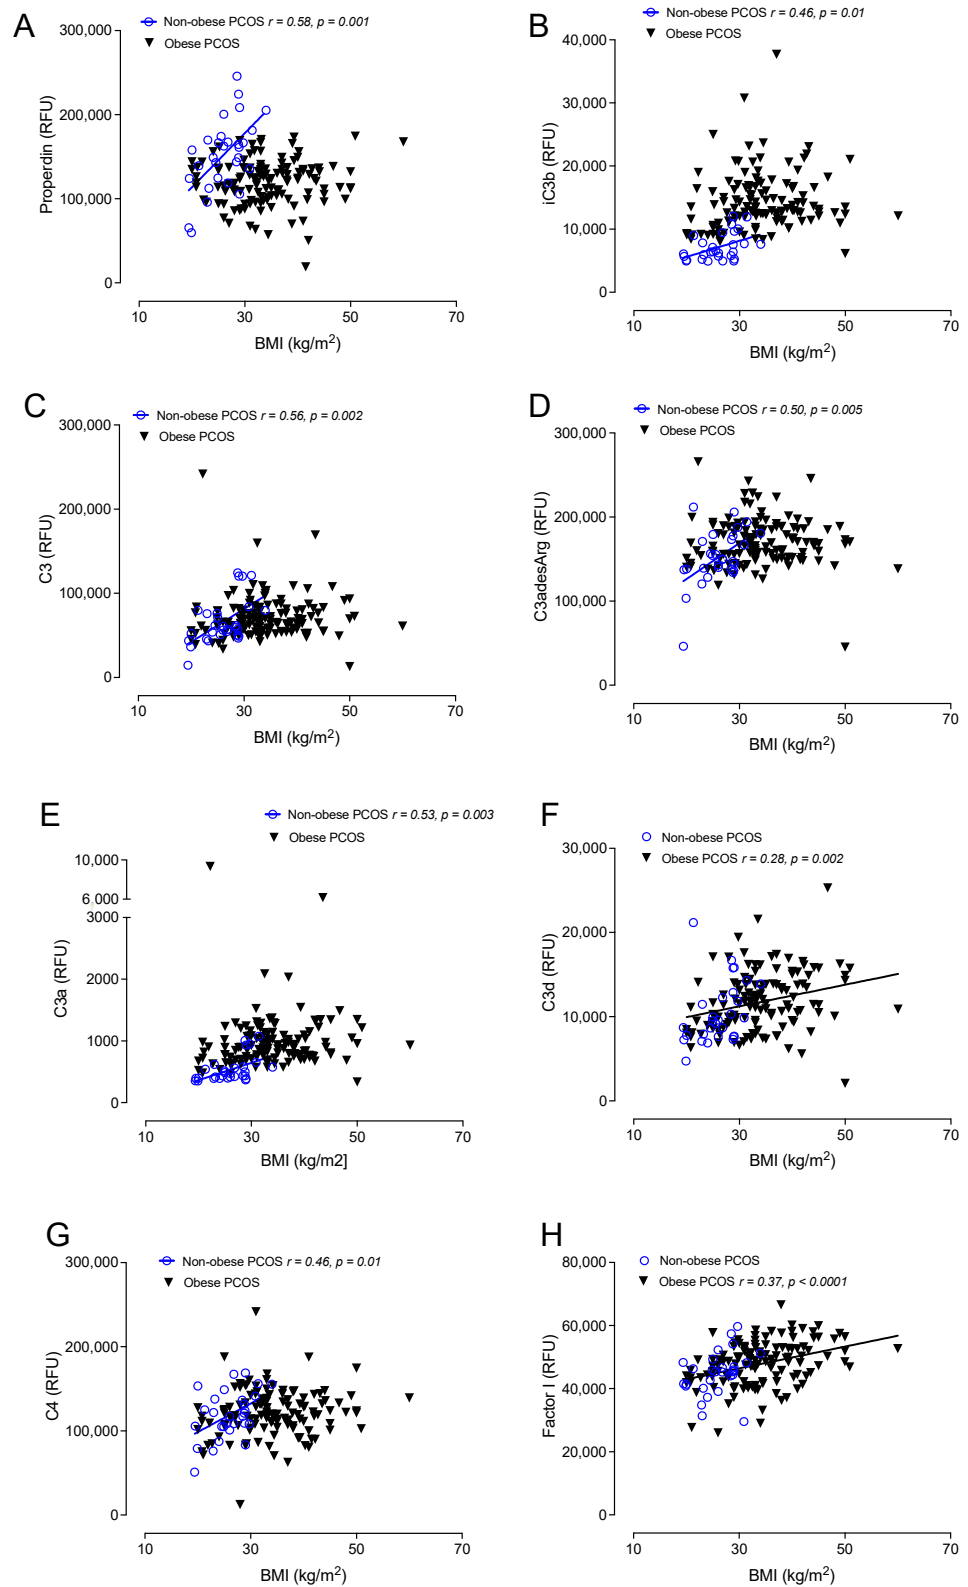 A
Non-obese PCOS r = 0.58, p = 0.001
Obese PCOS
300,000
200,000
100,000
0
Properdin (RFU)
10 30 50 70
BMI (kg/m²)
B
Non-obese PCOS r = 0.46, p = 0.01
Obese PCOS
40,000
30,000
20,000
10,000
0
iC3b (RFU)
10 30 50 70
BMI (kg/m²)
C
Non-obese PCOS r = 0.56, p = 0.002
Obese PCOS
300,000
200,000
100,000
0
C3 (RFU)
10 30 50 70
BMI (kg/m²)
D
Non-obese PCOS r = 0.50, p = 0.005
Obese PCOS
300,000
200,000
100,000
0
C3adesArg (RFU)
10 30 50 70
BMI (kg/m²)
E
Non-obese PCOS r = 0.53, p = 0.003
Obese PCOS
10,000
6,000
3000
2000
1000
0
C3a (RFU)
10 30 50 70
BMI (kg/m2]
F
Non-obese PCOS
Obese PCOS r = 0.28, p = 0.002
30,000
20,000
10,000
0
C3d (RFU)
10 30 50 70
BMI (kg/m²)
G
Non-obese PCOS r = 0.46, p = 0.01
Obese PCOS
300,000
200,000
100,000
0
C4 (RFU)
10 30 50 70
BMI (kg/m²)
H
Non-obese PCOS
Obese PCOS r = 0.37, p < 0.0001
80,000
60,000
40,000
20,000
0
Factor I (RFU)
10 30 50 70
BMI (kg/m²)